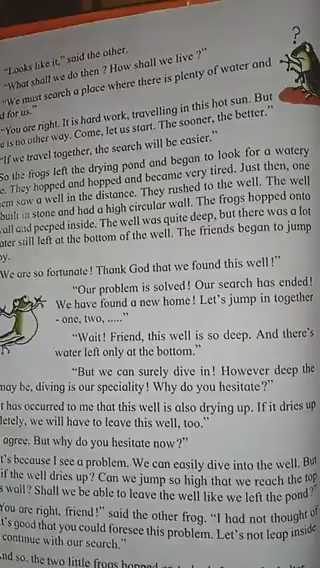 "Looks like it," said the other.
"What shall we do then ? How shall we live ?"
"We must search a place where there is plenty of water and
d for us."
"You are right. It is hard work, travelling in this hot sun. But
e is no other way. Come, let us start. The sooner, the better."
"If we travel together, the search will be easier."
So the frogs left the drying pond and began to look for a watery
e. They hopped and hopped and became very tired. Just then, one
em saw a well in the distance. They rushed to the well. The well
built in stone and had a high circular wall. The frogs hopped onto
wall and peeped inside. The well was quite deep, but there was a lot
ater still left at the bottom of the well. The friends began to jump
oy.
We are so fortunate! Thank God that we found this well!"
"Our problem is solved! Our search has ended!
We have found a new home! Let's jump in together
- one, two, ....."
"Wait! Friend, this well is so deep. And there's
water left only at the bottom."
"But we can surely dive in! However deep the
may be, diving is our speciality! Why do you hesitate?"
t has occurred to me that this well is also drying up. If it dries up
letely, we will have to leave this well, too."
agree. But why do you hesitate now?"
t's because I see a problem. We can easily dive into the well. But
if the well dries up? Can we jump so high that we reach the top
s wall? Shall we be able to leave the well like we left the pond?"
You are right, friend!" said the other frog. "I had not thought of
t's good that you could foresee this problem. Let's not leap inside
continue with our search."
nd so, the two little frogs hopped
?